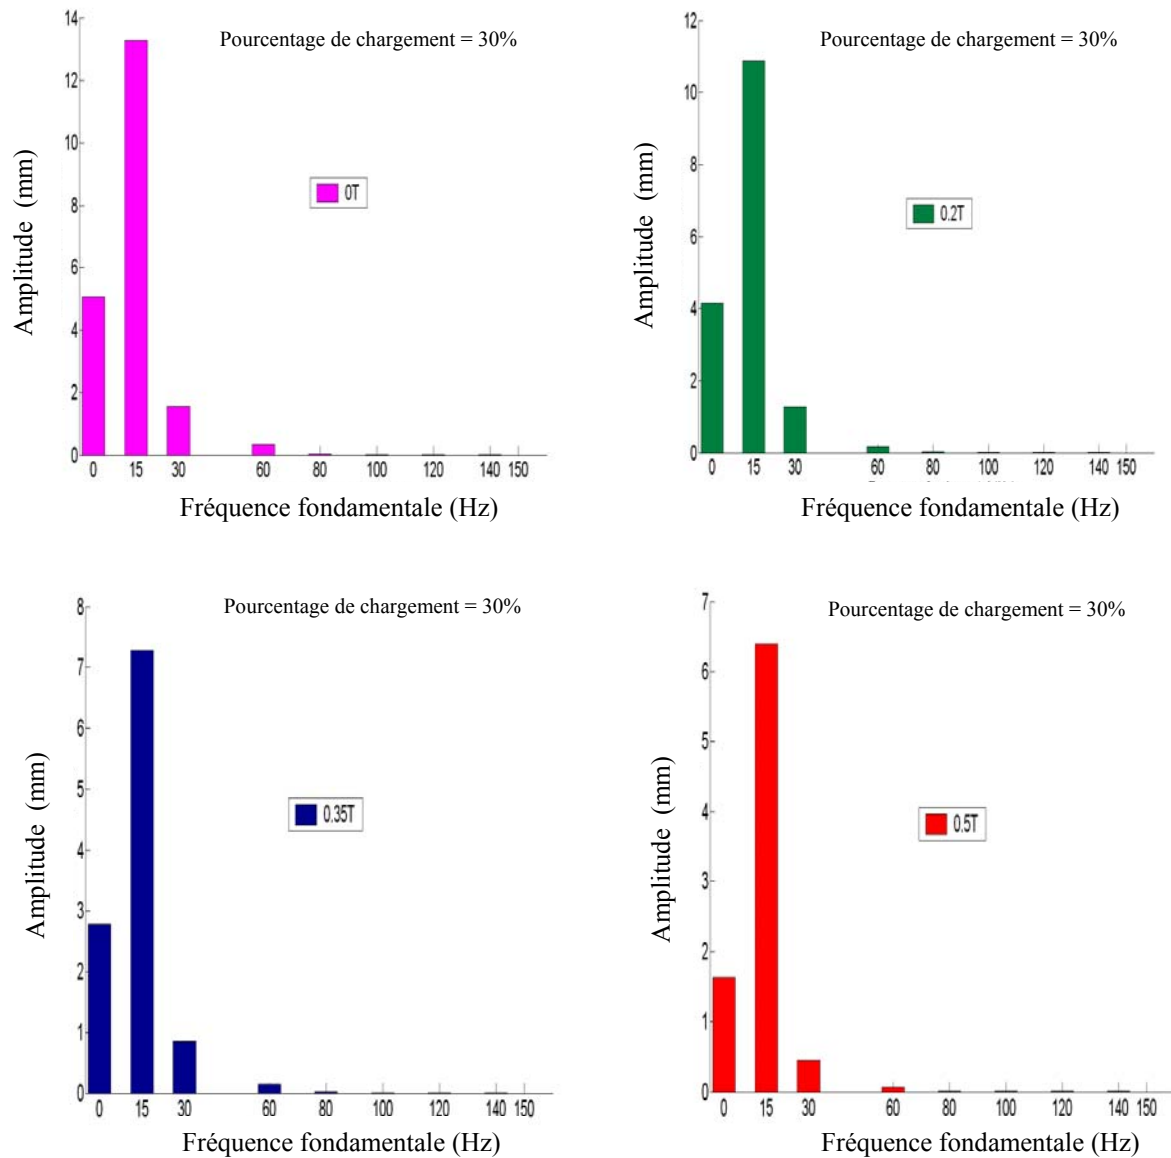 Pourcentage de chargement = 30%
14
12
10
8
6
4
2
0
Amplitude (mm)
0T
0 15 30 60 80 100 120 140 150
Fréquence fondamentale (Hz)
Pourcentage de chargement = 30%
12
10
8
6
4
2
0
Amplitude (mm)
0.2T
0 15 30 60 80 100 120 140 150
Fréquence fondamentale (Hz)
Pourcentage de chargement = 30%
8
7
6
5
4
3
2
1
0
Amplitude (mm)
0.35T
0 15 30 60 80 100 120 140 150
Fréquence fondamentale (Hz)
Pourcentage de chargement = 30%
7
6
5
4
3
2
1
0
Amplitude (mm)
0.5T
0 15 30 60 80 100 120 140 150
Fréquence fondamentale (Hz)